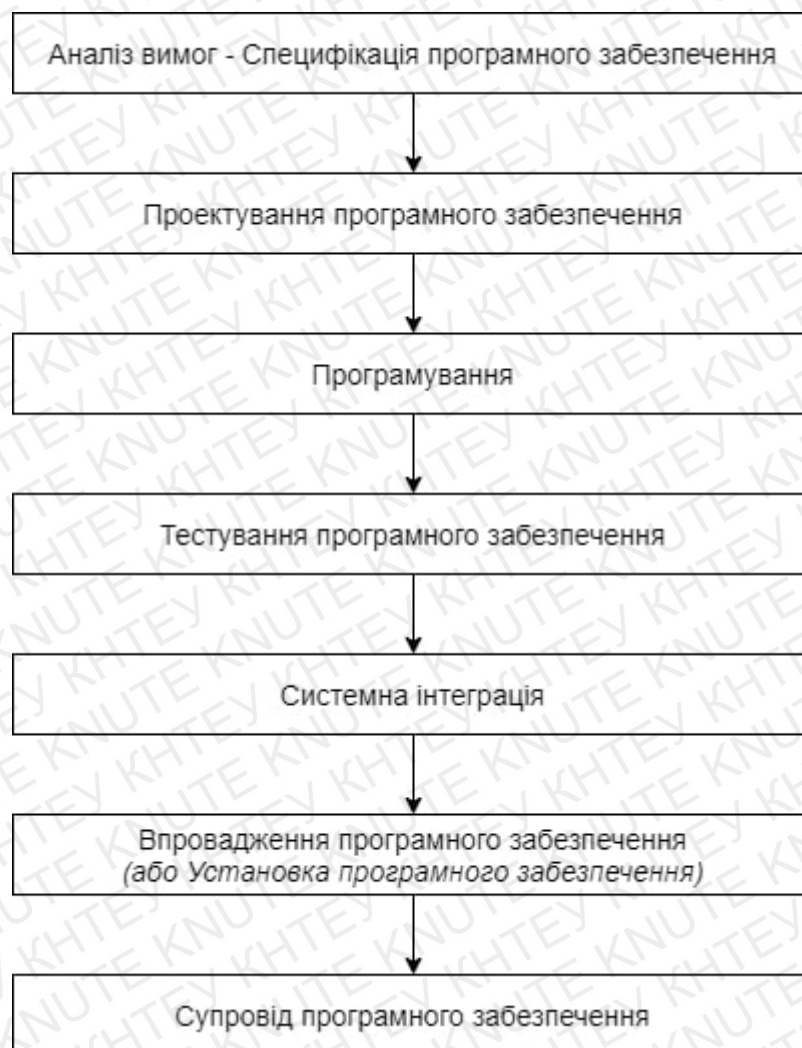 Аналіз вимог - Специфікація програмного забезпечення
Проектування програмного забезпечення
Програмування
Тестування програмного забезпечення
Системна інтеграція
Впровадження програмного забезпечення
(або Установка програмного забезпечення)
Супровід програмного забезпечення